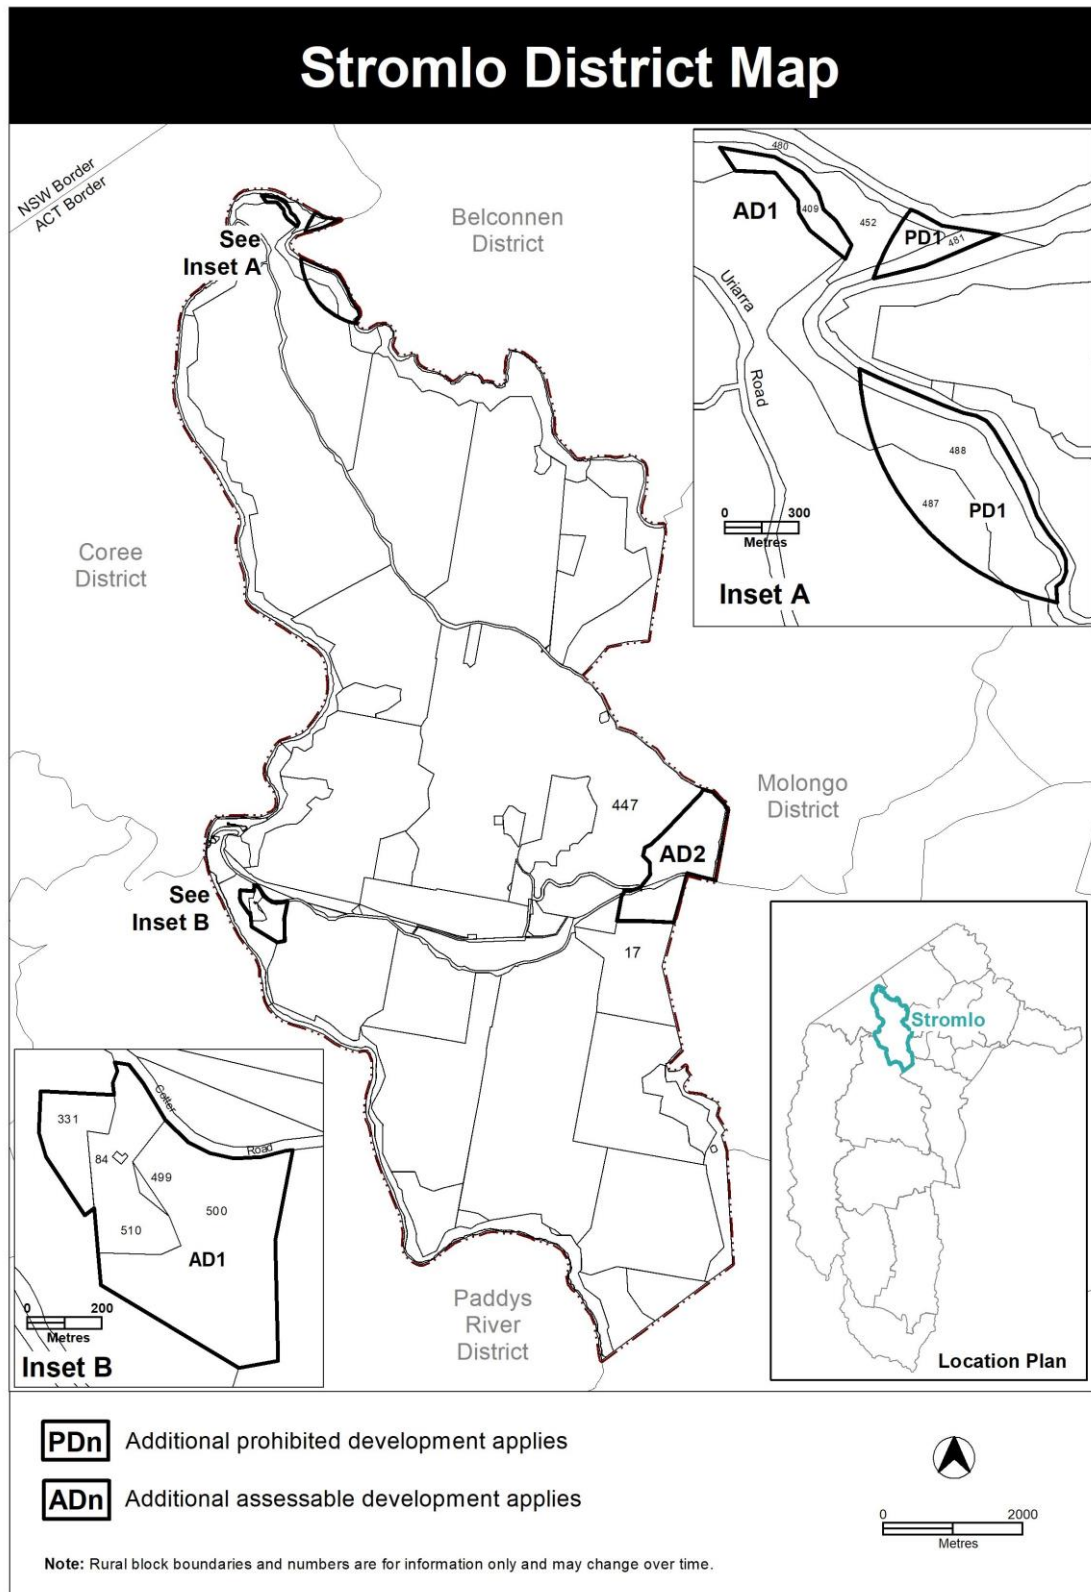 Stromlo District Map
NSW Border
ACT Border
Belconnen
District
See
Inset A
Coree
District
480
AD1
409
452
PD1
481
Uriarra
Road
488
487
PD1
0 300
Metres
Inset A
Molongo
District
447
AD2
See
Inset B
17
Stromlo
Location Plan
Cotter
Road
331
84
499
500
510
AD1
0 200
Metres
Inset B
Paddys
River
District
PDn Additional prohibited development applies
ADn Additional assessable development applies
0 2000
Metres
Note: Rural block boundaries and numbers are for information only and may change over time.